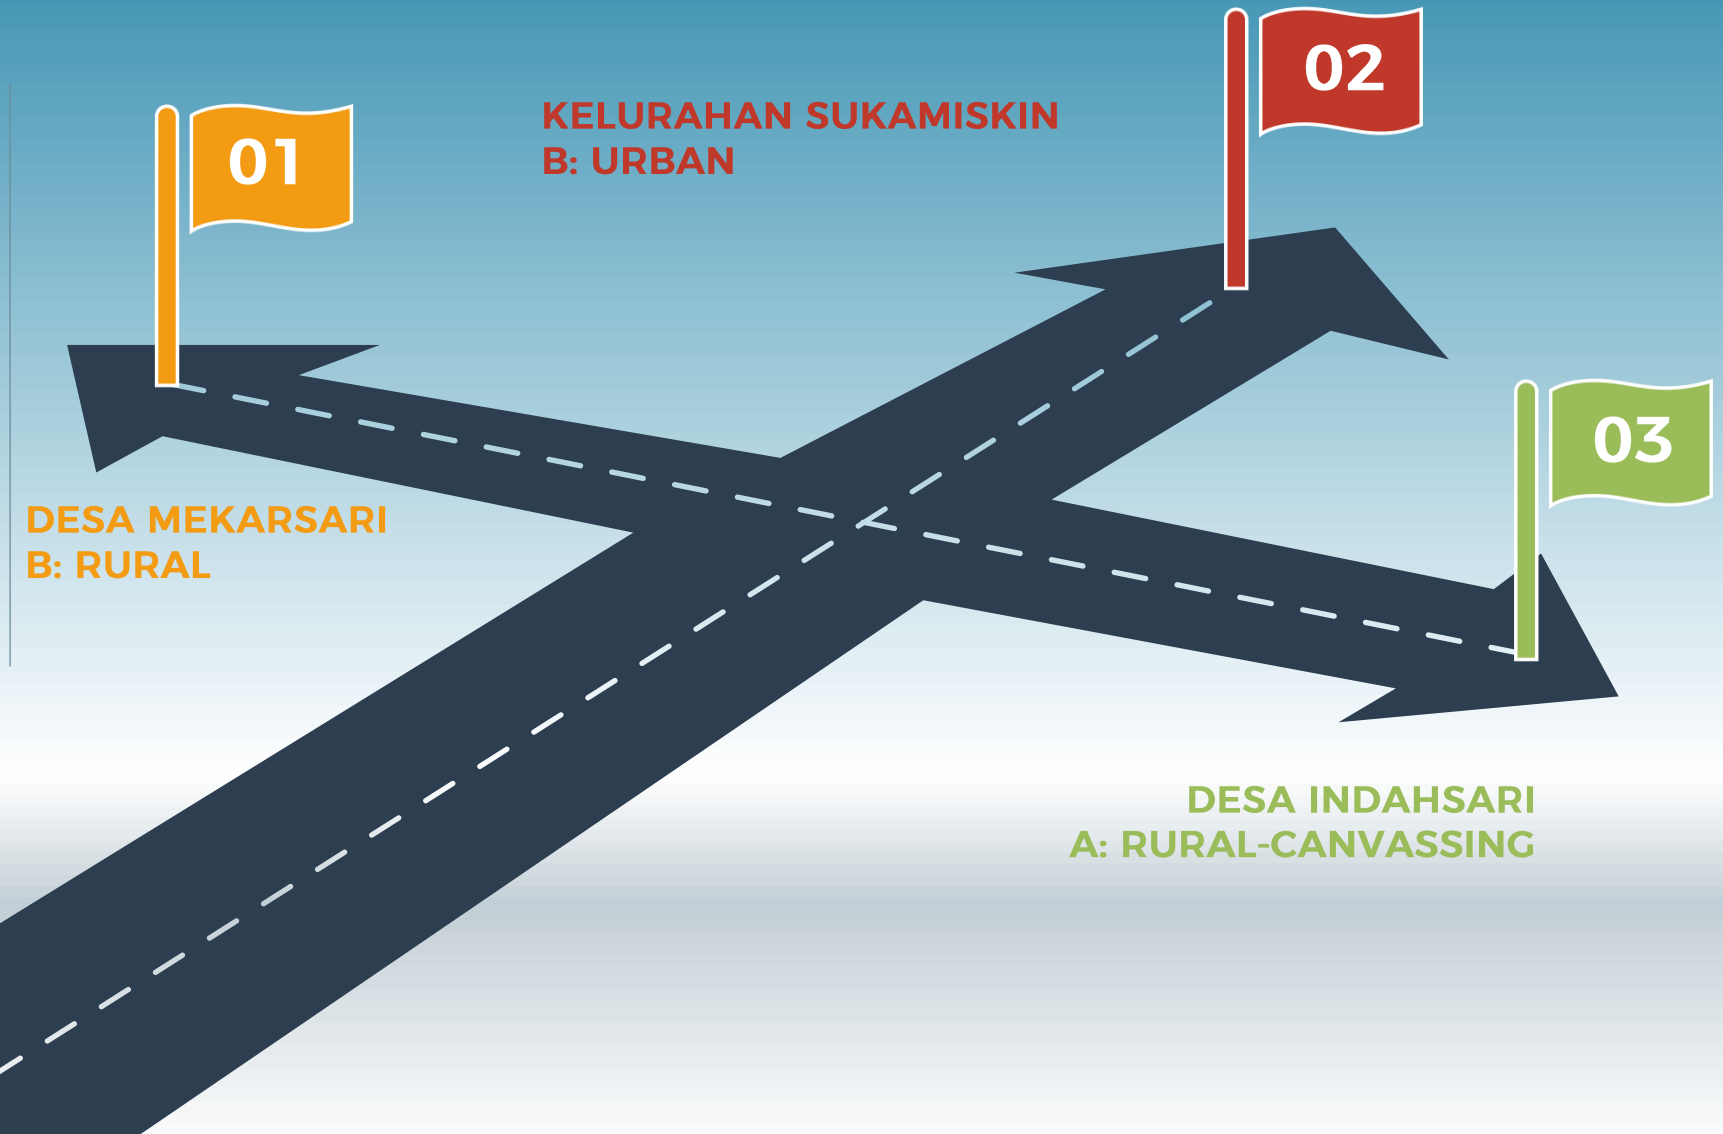 01
DESA MEKARSARI
B: RURAL
KELURAHAN SUKAMISKIN
B: URBAN
02
03
DESA INDAHSARI
A: RURAL-CANVASSING